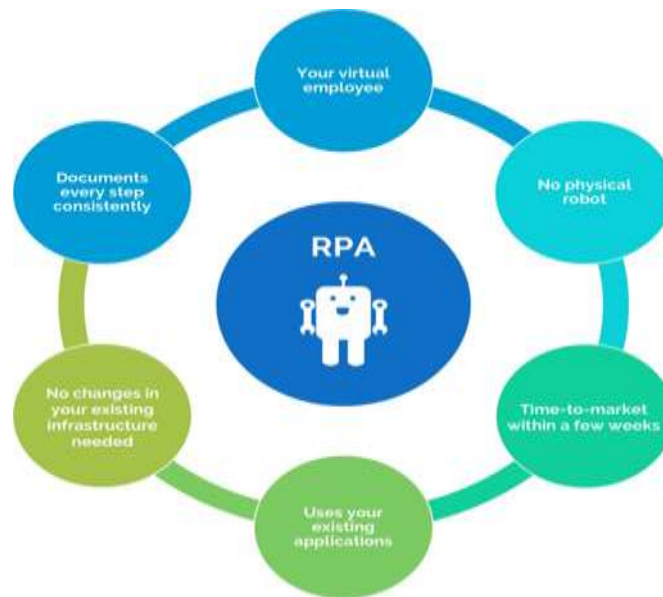 Your virtual
employee
No physical
robot
Time-to-market
within a few weeks
Uses your
existing
applications
No changes in
your existing
infrastructure
needed
Documents
every step
consistently
RPA